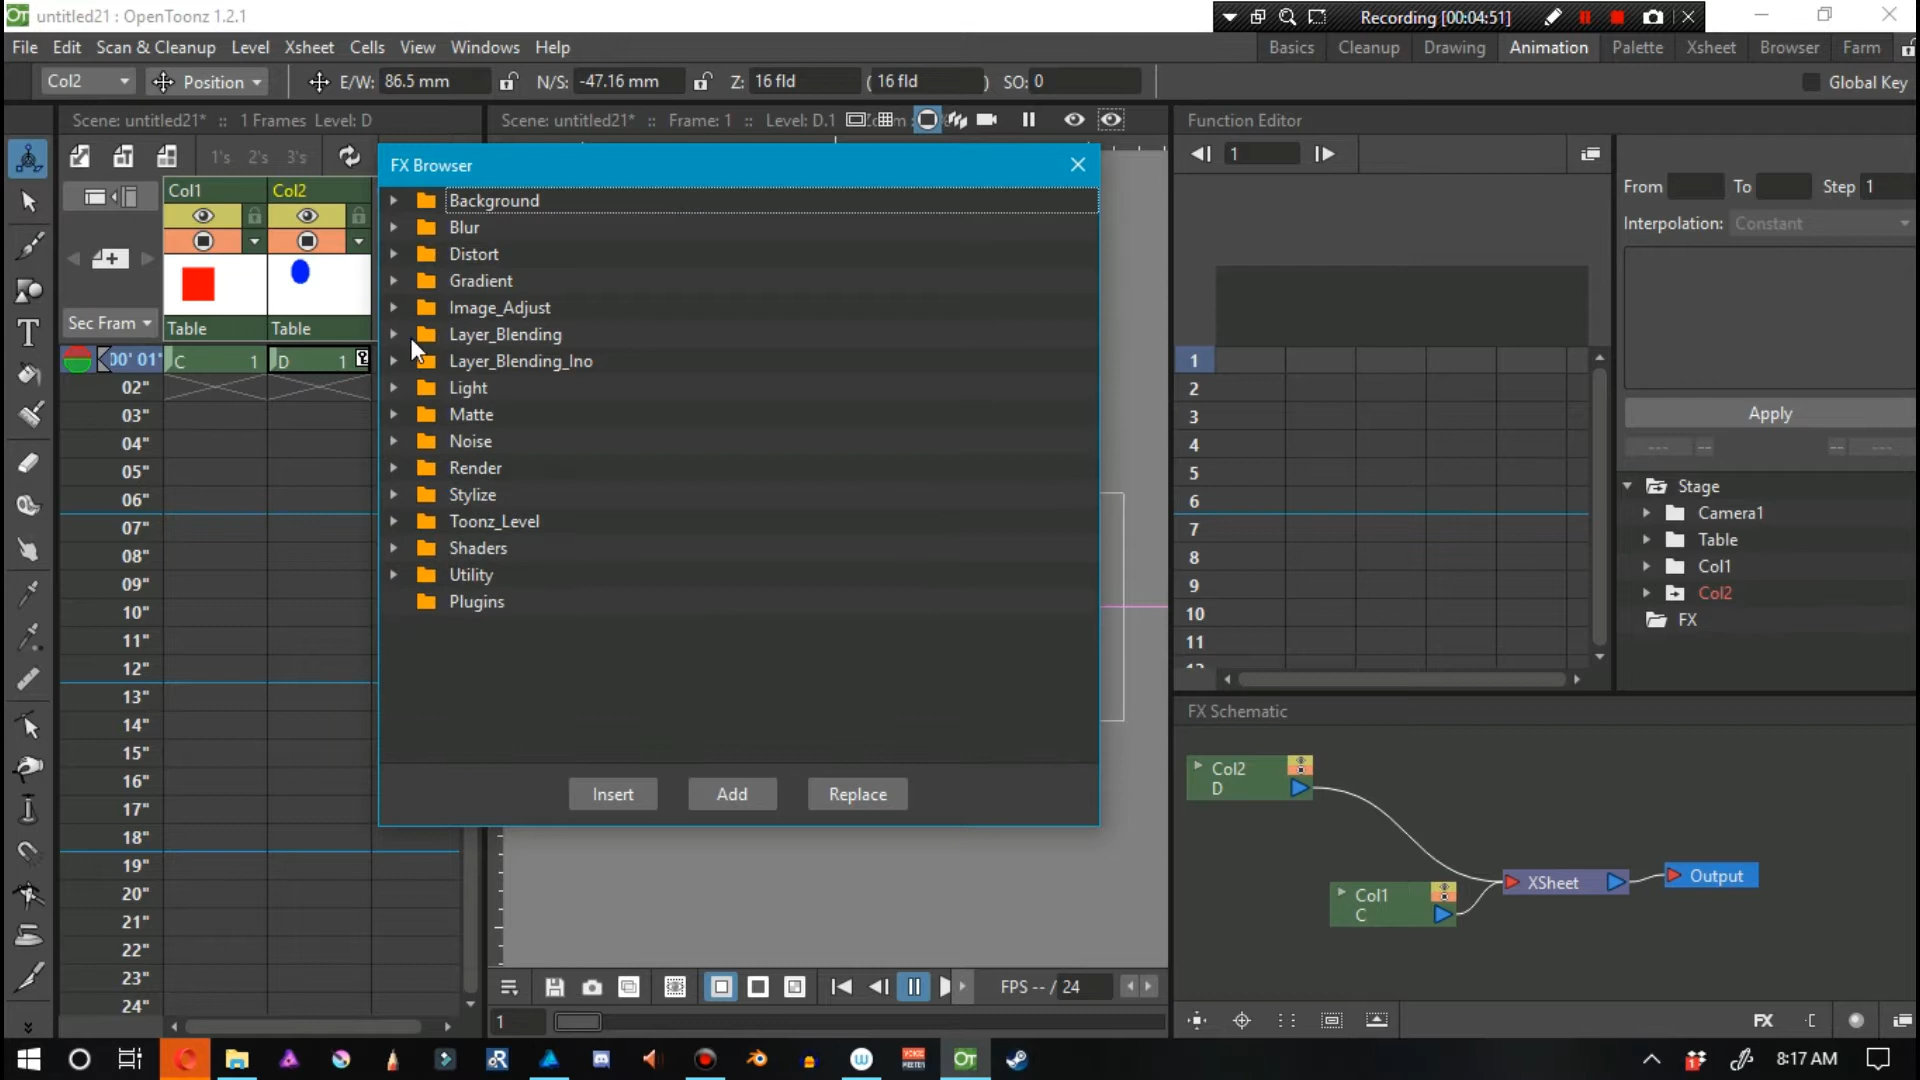 untitled21 : OpenToonz 1.2.1
Recording [00:04:51]
File Edit Scan & Cleanup Level Xsheet Cells View Windows Help
Basics Cleanup Drawing Animation Palette Xsheet Browser Farm
Col2 Position E/W: 86.5 mm N/S: -47.16 mm Z: 16 fld ( 16 fld ) SO: 0 Global Key
Scene: untitled21* :: 1 Frames Level: D
Scene: untitled21* :: Frame: 1 :: Level: D.1
Function Editor
1's 2's 3's
1
From To Step 1
Interpolation: Constant
Apply
Col1 Col2
Sec Fram
Table Table
00' 01" C 1 D 1
02"
03"
04"
05"
06"
07"
08"
09"
10"
11"
12"
13"
14"
15"
16"
17"
18"
19"
20"
21"
22"
23"
24"
FX Browser
Background
Blur
Distort
Gradient
Image_Adjust
Layer_Blending
Layer_Blending_Ino
Light
Matte
Noise
Render
Stylize
Toonz_Level
Shaders
Utility
Plugins
Insert Add Replace
1
2
3
4
5
6
7
8
9
10
11
Stage
Camera1
Table
Col1
Col2
FX
FX Schematic
Col2
D
Col1
C
XSheet
Output
FPS -- / 24
1
FX
8:17 AM